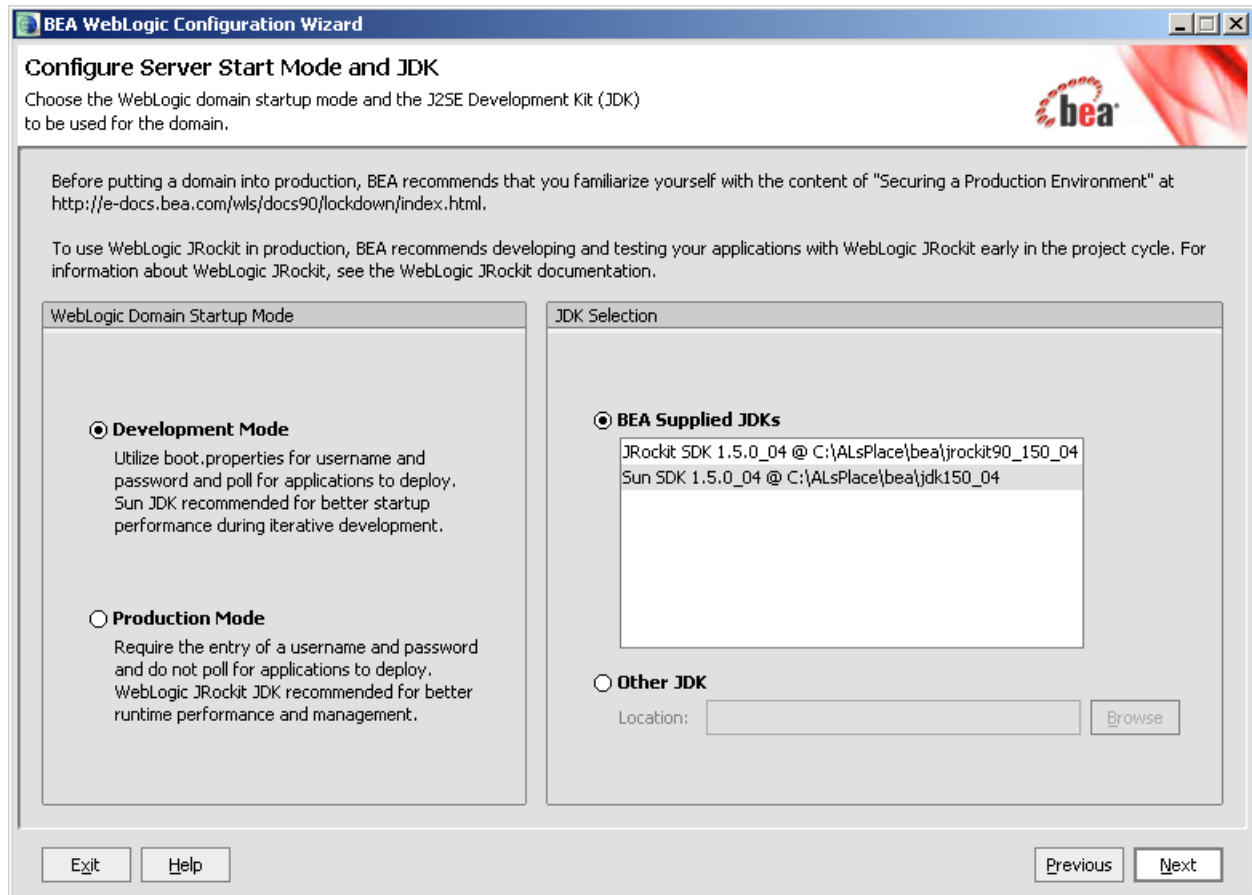 BEA WebLogic Configuration Wizard
Configure Server Start Mode and JDK
Choose the WebLogic domain startup mode and the J2SE Development Kit (JDK)
to be used for the domain.
bea
Before putting a domain into production, BEA recommends that you familiarize yourself with the content of "Securing a Production Environment" at
http://e-docs.bea.com/wls/docs90/lockdown/index.html.
To use WebLogic JRockit in production, BEA recommends developing and testing your applications with WebLogic JRockit early in the project cycle. For
information about WebLogic JRockit, see the WebLogic JRockit documentation.
WebLogic Domain Startup Mode
Development Mode
Utilize boot.properties for username and
password and poll for applications to deploy.
Sun JDK recommended for better startup
performance during iterative development.
Production Mode
Require the entry of a username and password
and do not poll for applications to deploy.
WebLogic JRockit JDK recommended for better
runtime performance and management.
JDK Selection
BEA Supplied JDKs
JRockit SDK 1.5.0_04 @ C:\ALsPlace\bea\jrockit90_150_04
Sun SDK 1.5.0_04 @ C:\ALsPlace\bea\jdk150_04
Other JDK
Location:
Browse
Exit
Help
Previous
Next